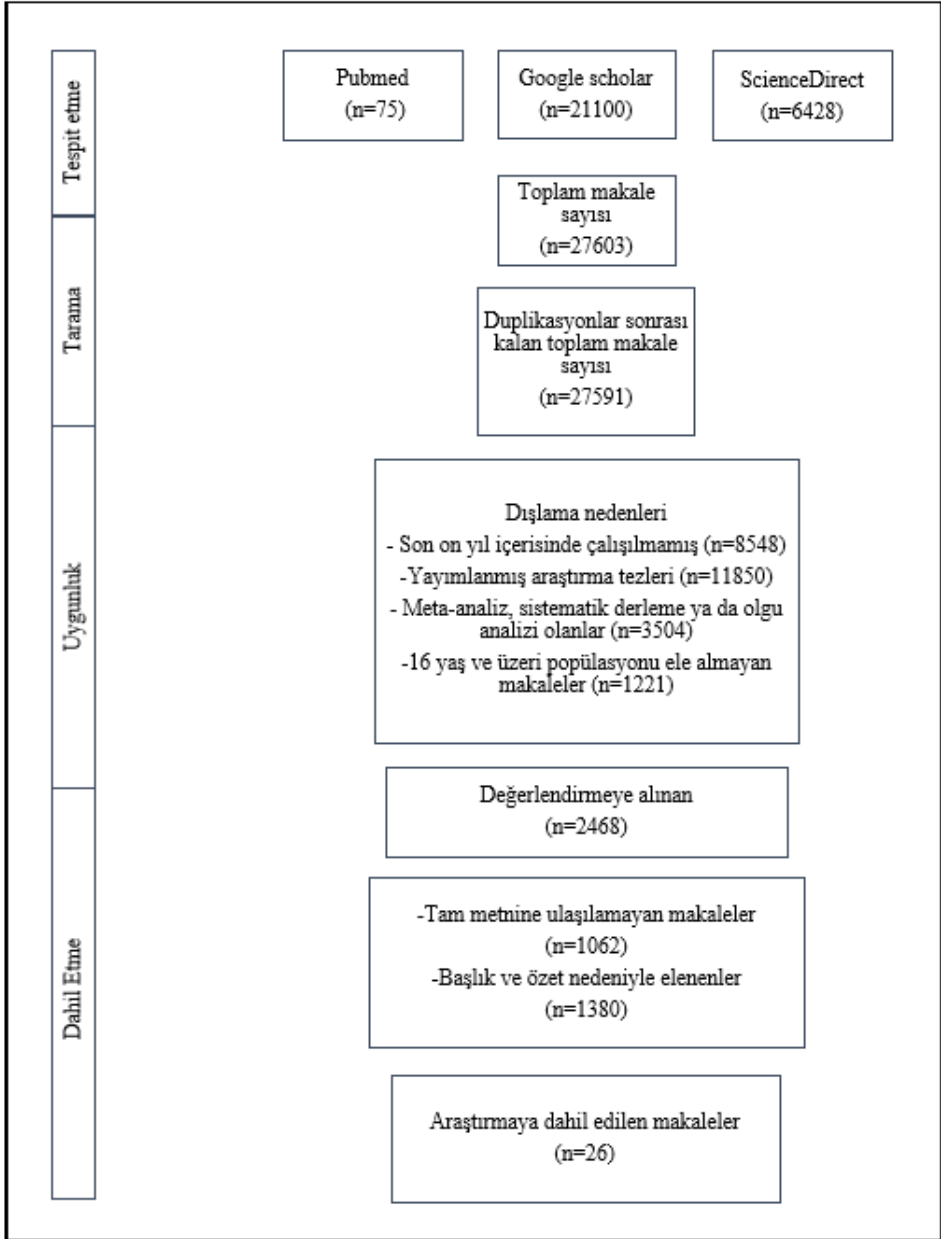 Tespit etme
Pubmed
(n=75)
Google scholar
(n=21100)
ScienceDirect
(n=6428)
Toplam makale
sayısı
(n=27603)
Tarama
Duplikasyonlar sonrası
kalan toplam makale
sayısı
(n=27591)
Uygunluk
Dışlama nedenleri
- Son on yıl içerisinde çalışılmamış (n=8548)
-Yayımlanmış araştırma tezleri (n=11850)
- Meta-analiz, sistematik derleme ya da olgu
analizi olanlar (n=3504)
-16 yaş ve üzeri popülasyonu ele almayan
makaleler (n=1221)
Değerlendirmeye alınan
(n=2468)
Dahil Etme
-Tam metnine ulaşılamayan makaleler
(n=1062)
-Başlık ve özet nedeniyle elenenler
(n=1380)
Araştırmaya dahil edilen makaleler
(n=26)